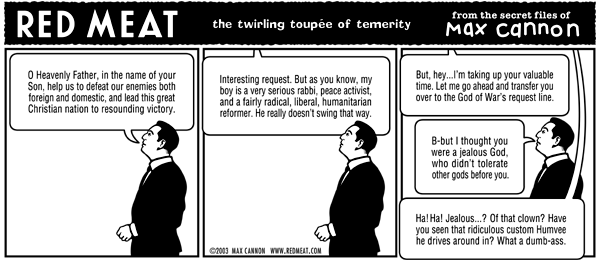 RED MEAT
the twirling toupée of temerity
from the secret files of
max cannon
O Heavenly Father, in the name of your
Son, help us to defeat our enemies both
foreign and domestic, and lead this great
Christian nation to resounding victory.
Interesting request. But as you know, my
boy is a very serious rabbi, peace activist,
and a fairly radical, liberal, humanitarian
reformer. He really doesn't swing that way.
©2003 MAX CANNON WWW.REDMEAT.COM
But, hey...I'm taking up your valuable
time. Let me go ahead and transfer you
over to the God of War's request line.
B-but I thought you
were a jealous God,
who didn't tolerate
other gods before you.
Ha! Ha! Jealous...? Of that clown? Have
you seen that ridiculous custom Humvee
he drives around in? What a dumb-ass.